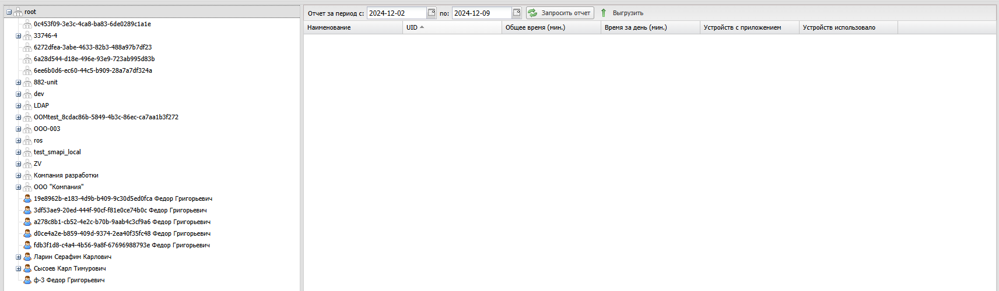 root
0c453f09-3e3c-4ca8-ba83-6de0289c1a1e
33746-4
6272dfea-3abe-4633-82b3-488a97b7df23
6a28d544-d18e-496e-93e9-723ab995d83b
6ee6b0d6-ec60-44c5-b909-28a7a7df324a
882-unit
dev
LDAP
OOMtest_8cdac86b-5849-4b3c-86ec-ca7aa1b3f272
ООО-003
ros
test_smapi_local
ZV
Компания разработки
ООО "Компания"
19e8962b-e183-4d9b-b409-9c30d5ed0fca Федор Григорьевич
3df53ae9-20ed-444f-90cf-f81e0ce74b0c Федор Григорьевич
a278c8b1-cb52-4e2c-b70b-9aab4c3cf9a6 Федор Григорьевич
d0ce4a2e-b859-409d-9374-2ea40f35fc48 Федор Григорьевич
fdb3f1d8-c4a4-4b56-9a8f-67696988793e Федор Григорьевич
Ларин Серафим Карлович
Сысоев Карл Тимурович
ф-3 Федор Григорьевич
Отчет за период с: 2024-12-02 по: 2024-12-09 Запросить отчет Выгрузить
Наименование UID Общее время (мин.) Время за день (мин.) Устройств с приложением Устройств использовало